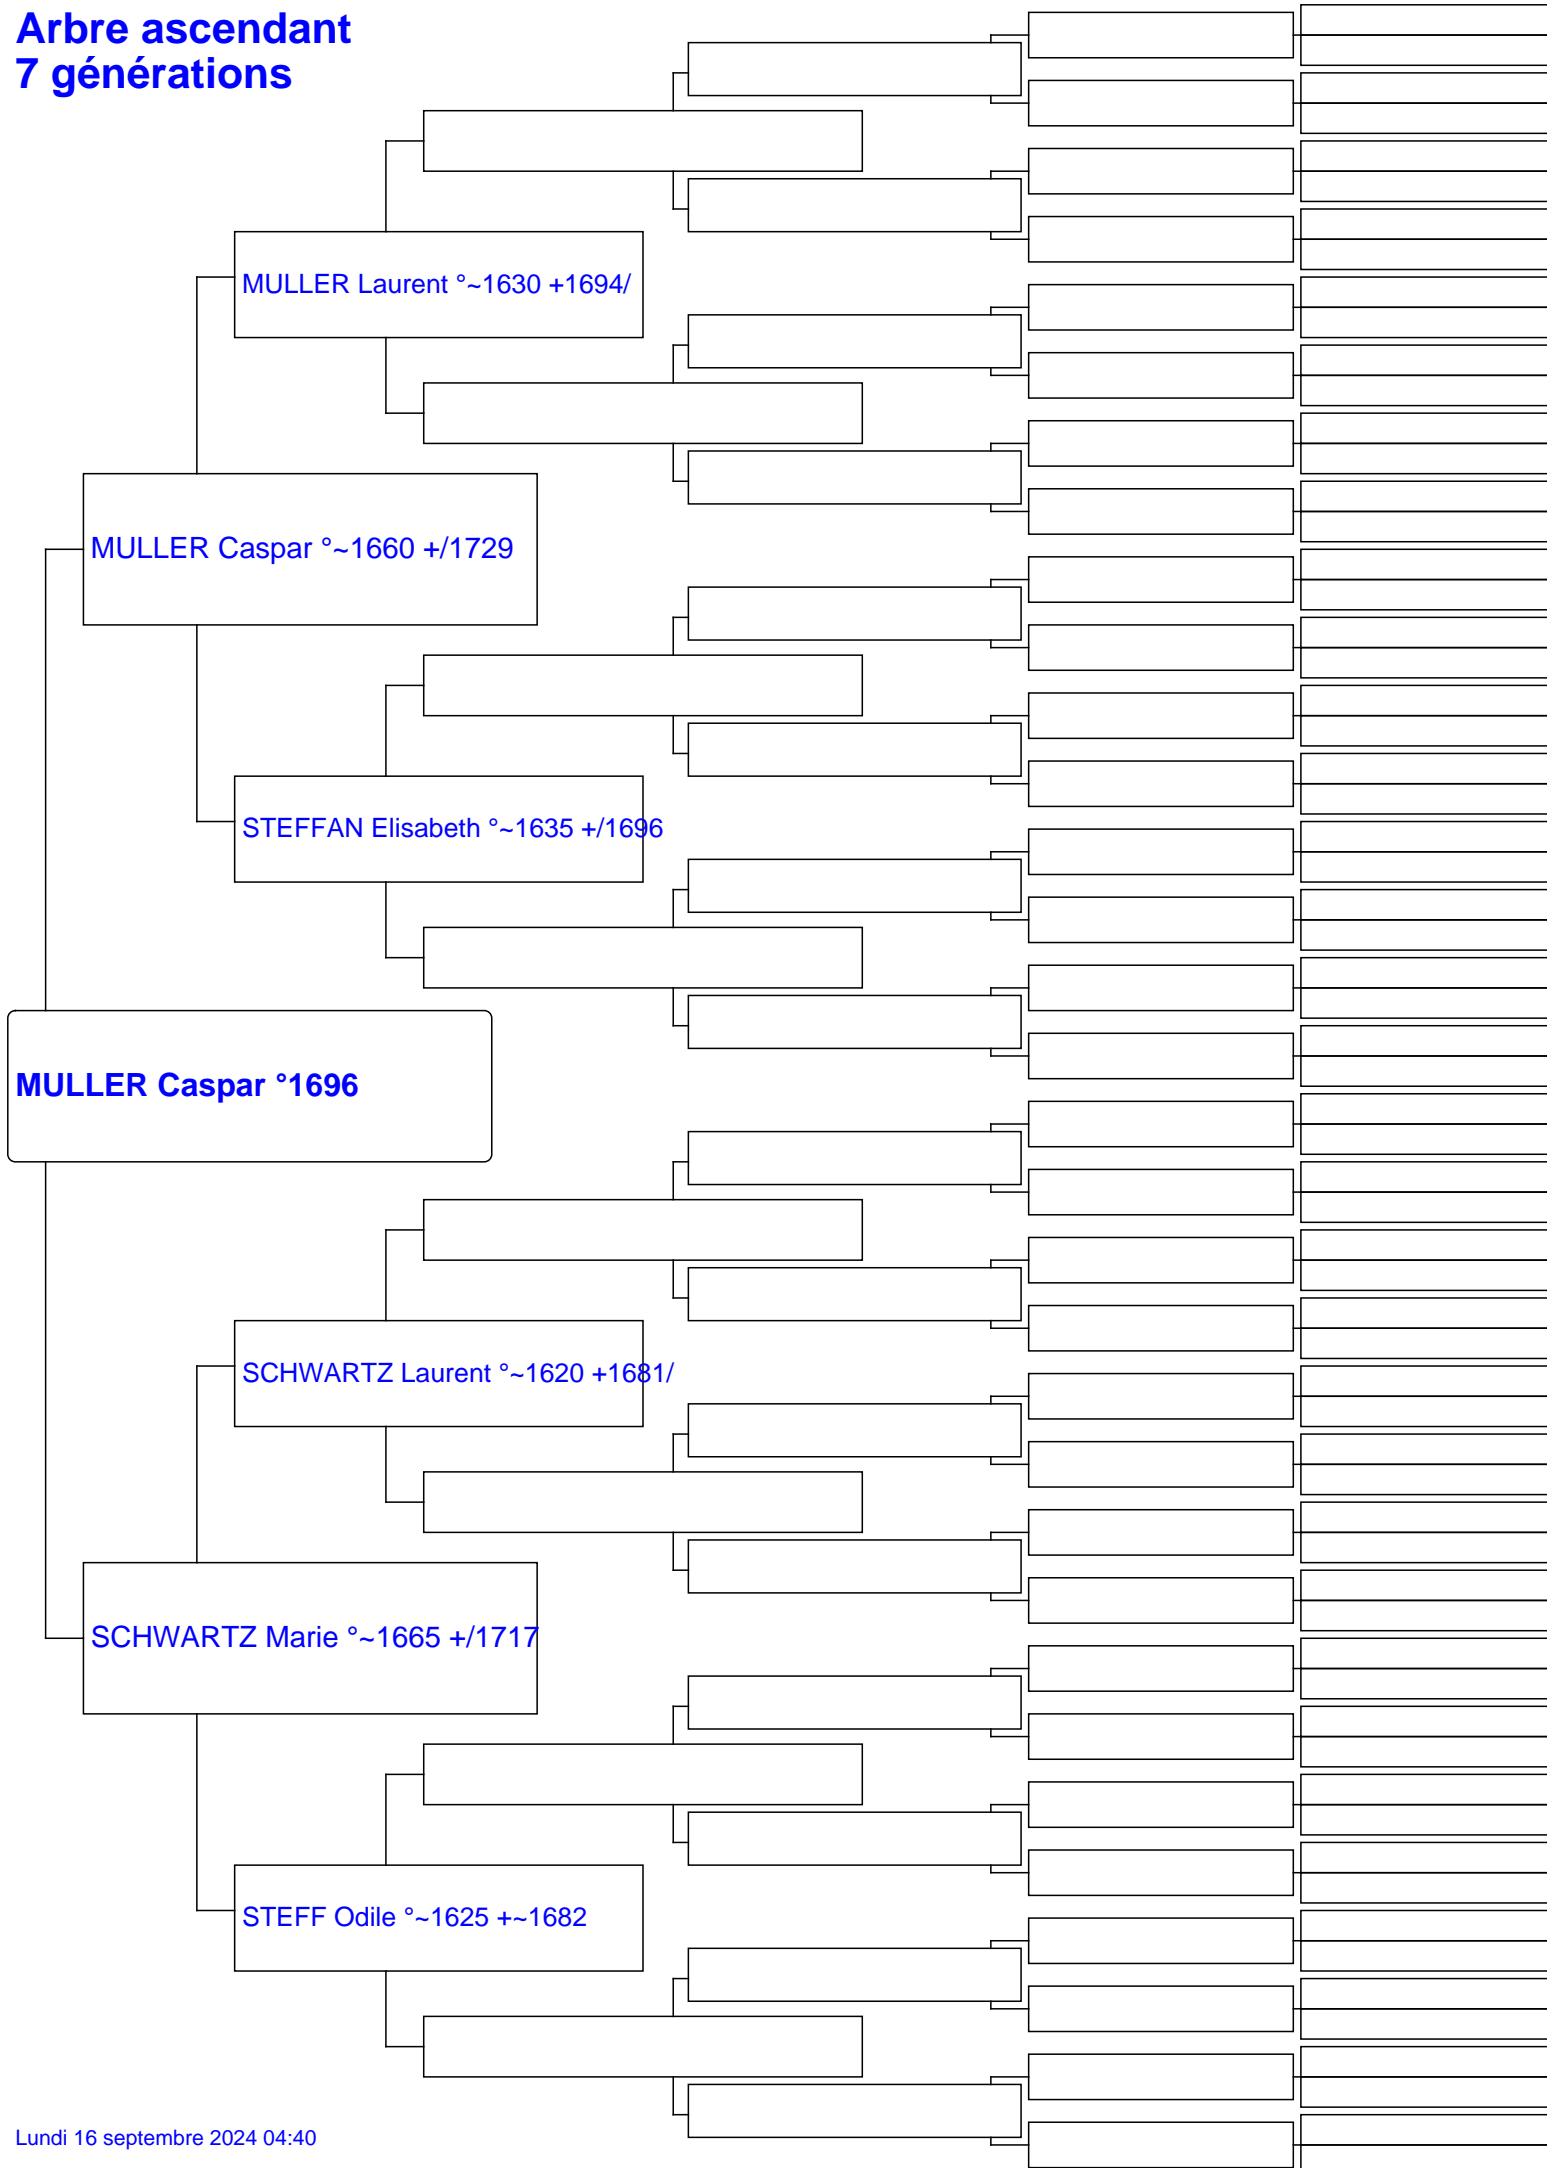 Arbre ascendant
7 générations
MULLER Laurent °~1630 +1694/
MULLER Caspar °~1660 +/1729
STEFFAN Elisabeth °~1635 +/1696
MULLER Caspar °1696
SCHWARTZ Laurent °~1620 +1681/
SCHWARTZ Marie °~1665 +/1717
STEFF Odile °~1625 +~1682
Lundi 16 septembre 2024 04:40